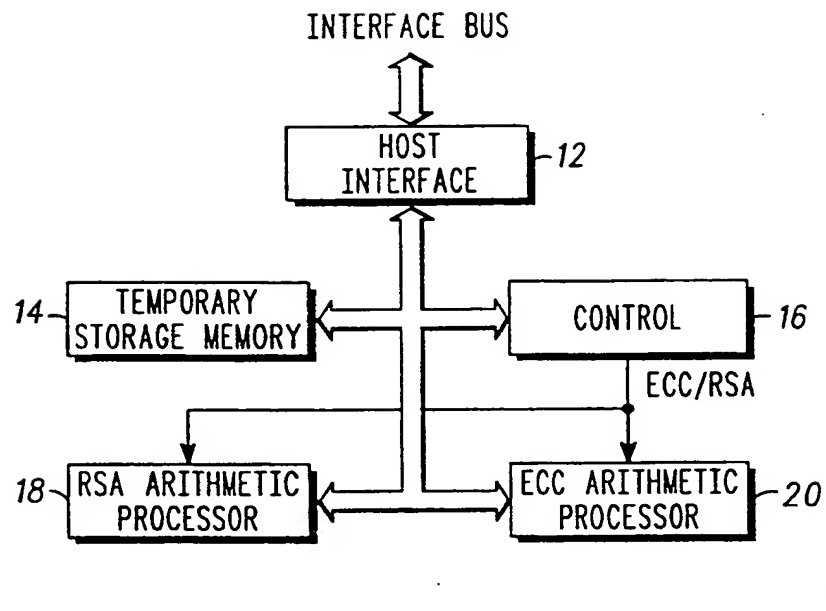 INTERFACE BUS
HOST
INTERFACE
12
14
TEMPORARY
STORAGE MEMORY
CONTROL
16
ECC/RSA
18
RSA ARITHMETIC
PROCESSOR
ECC ARITHMETIC
PROCESSOR
20